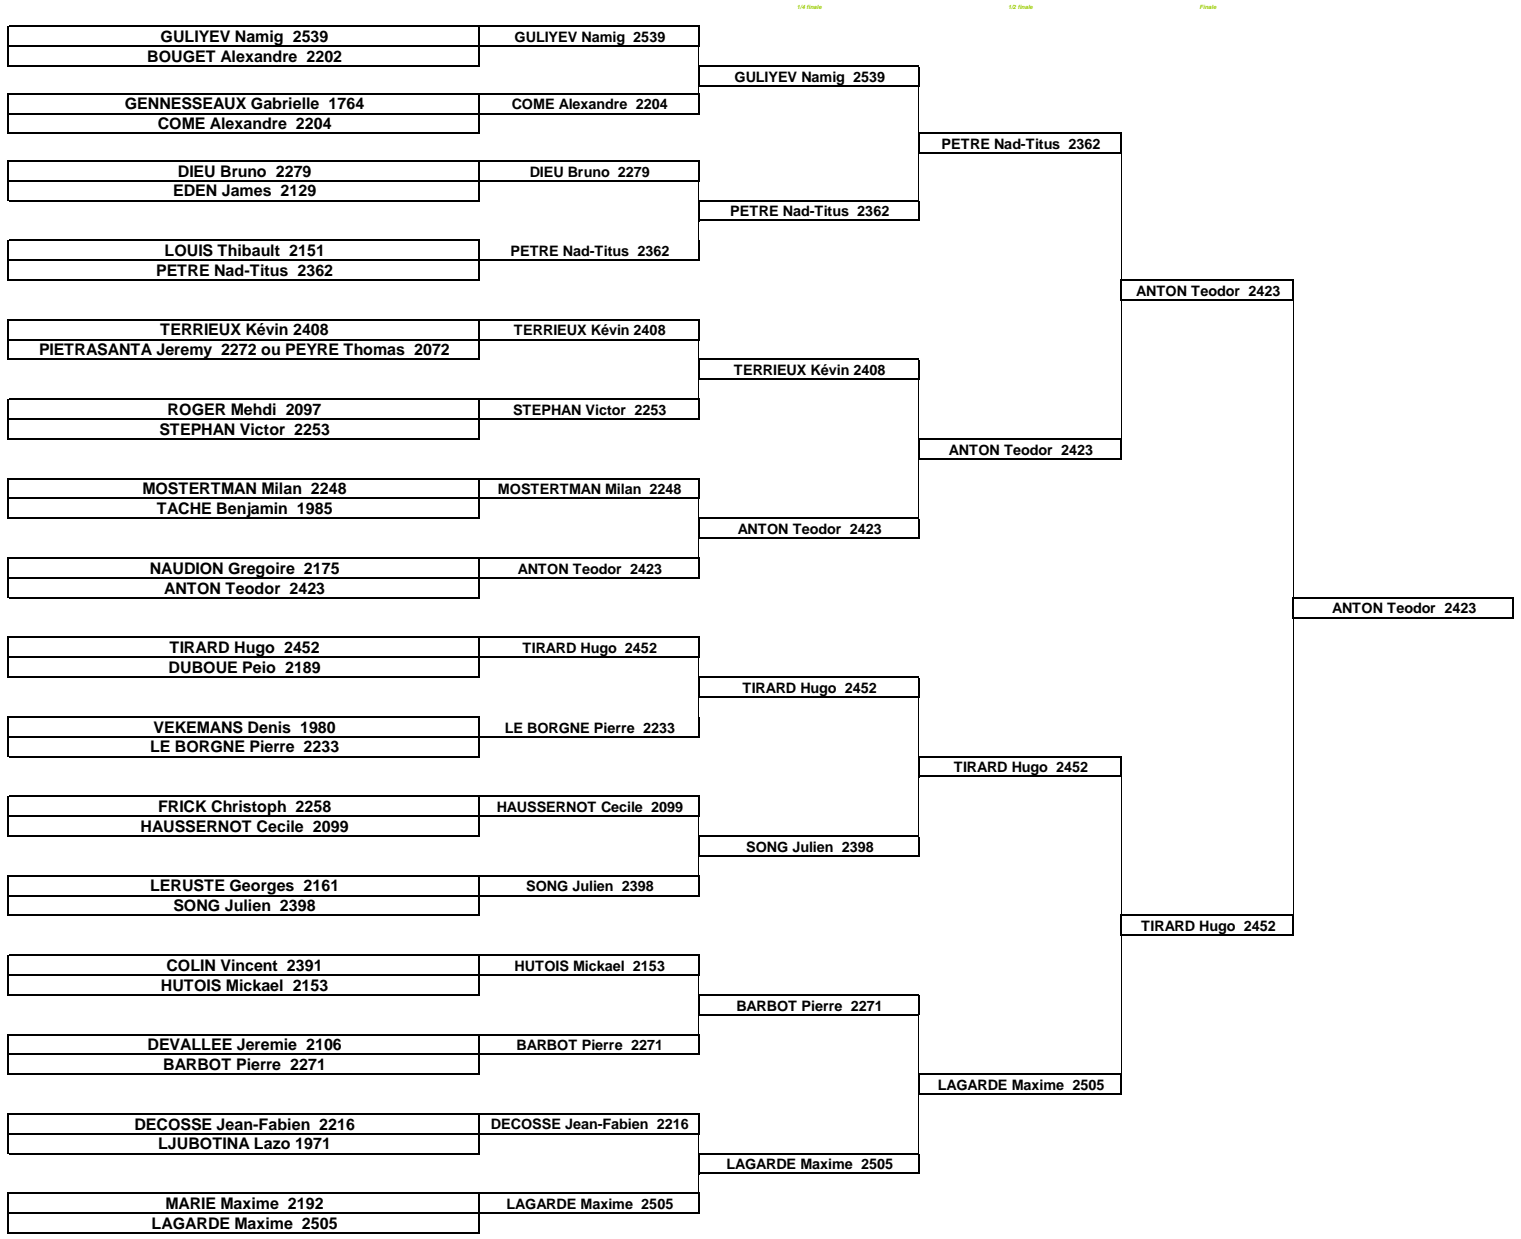 1/4 finale
1/2 finale
Finale
GULIYEV Namig 2539
GULIYEV Namig 2539
BOUGET Alexandre 2202
GULIYEV Namig 2539
GENNESSEAUX Gabrielle 1764
COME Alexandre 2204
COME Alexandre 2204
PETRE Nad-Titus 2362
DIEU Bruno 2279
DIEU Bruno 2279
EDEN James 2129
PETRE Nad-Titus 2362
LOUIS Thibault 2151
PETRE Nad-Titus 2362
PETRE Nad-Titus 2362
ANTON Teodor 2423
TERRIEUX Kévin 2408
TERRIEUX Kévin 2408
PIETRASANTA Jeremy 2272 ou PEYRE Thomas 2072
TERRIEUX Kévin 2408
ROGER Mehdi 2097
STEPHAN Victor 2253
STEPHAN Victor 2253
ANTON Teodor 2423
MOSTERTMAN Milan 2248
MOSTERTMAN Milan 2248
TACHE Benjamin 1985
ANTON Teodor 2423
NAUDION Gregoire 2175
ANTON Teodor 2423
ANTON Teodor 2423
ANTON Teodor 2423
TIRARD Hugo 2452
TIRARD Hugo 2452
DUBOUE Peio 2189
TIRARD Hugo 2452
VEKEMANS Denis 1980
LE BORGNE Pierre 2233
LE BORGNE Pierre 2233
TIRARD Hugo 2452
FRICK Christoph 2258
HAUSSERNOT Cecile 2099
HAUSSERNOT Cecile 2099
SONG Julien 2398
LERUSTE Georges 2161
SONG Julien 2398
SONG Julien 2398
TIRARD Hugo 2452
COLIN Vincent 2391
HUTOIS Mickael 2153
HUTOIS Mickael 2153
BARBOT Pierre 2271
DEVALLEE Jeremie 2106
BARBOT Pierre 2271
BARBOT Pierre 2271
LAGARDE Maxime 2505
DECOSSE Jean-Fabien 2216
DECOSSE Jean-Fabien 2216
LJUBOTINA Lazo 1971
LAGARDE Maxime 2505
MARIE Maxime 2192
LAGARDE Maxime 2505
LAGARDE Maxime 2505